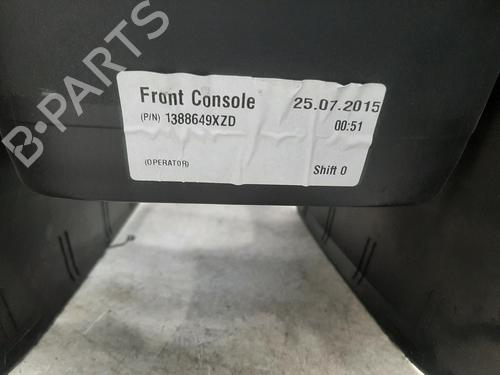 B-PARTS
Front Console 25.07.2015
(P/N) 1388649XZD 00:51
(OPERATOR) Shift 0